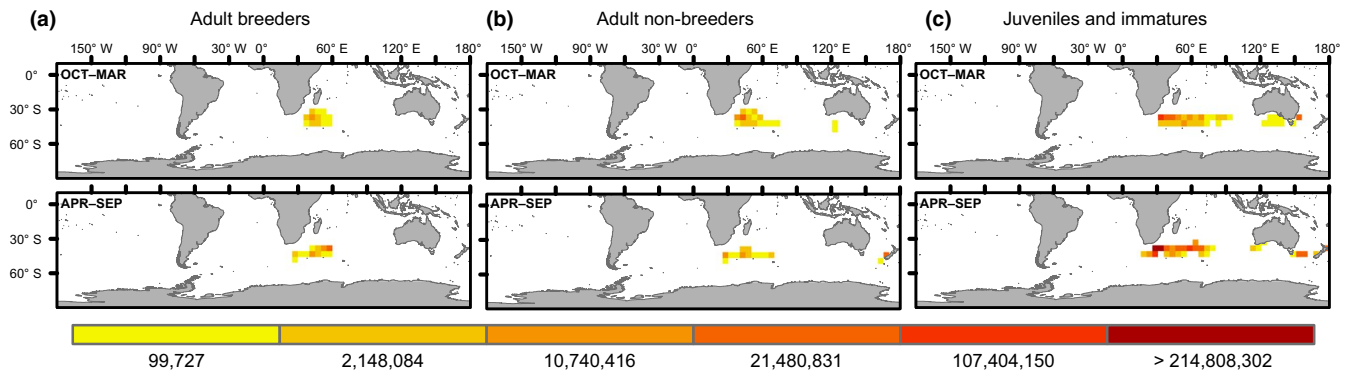 (a) Adult breeders (b) Adult non-breeders (c) Juveniles and immatures
150° W 90° W 30° W 0° 60° E 120° E 180° 150° W 90° W 30° W 0° 60° E 120° E 180° 150° W 90° W 30° W 0° 60° E 120° E 180°
0° OCT–MAR OCT–MAR OCT–MAR
30° S
60° S
0° APR–SEP APR–SEP APR–SEP
30° S
60° S
99,727 2,148,084 10,740,416 21,480,831 107,404,150 > 214,808,302